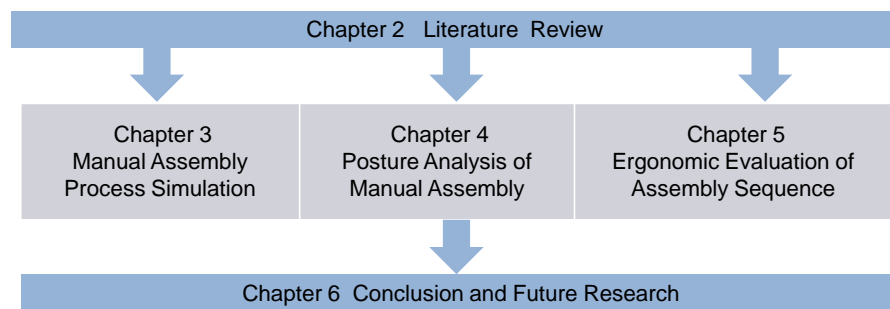 Chapter 2 Literature Review
Chapter 3
Manual Assembly
Process Simulation
Chapter 4
Posture Analysis of
Manual Assembly
Chapter 5
Ergonomic Evaluation of
Assembly Sequence
Chapter 6 Conclusion and Future Research